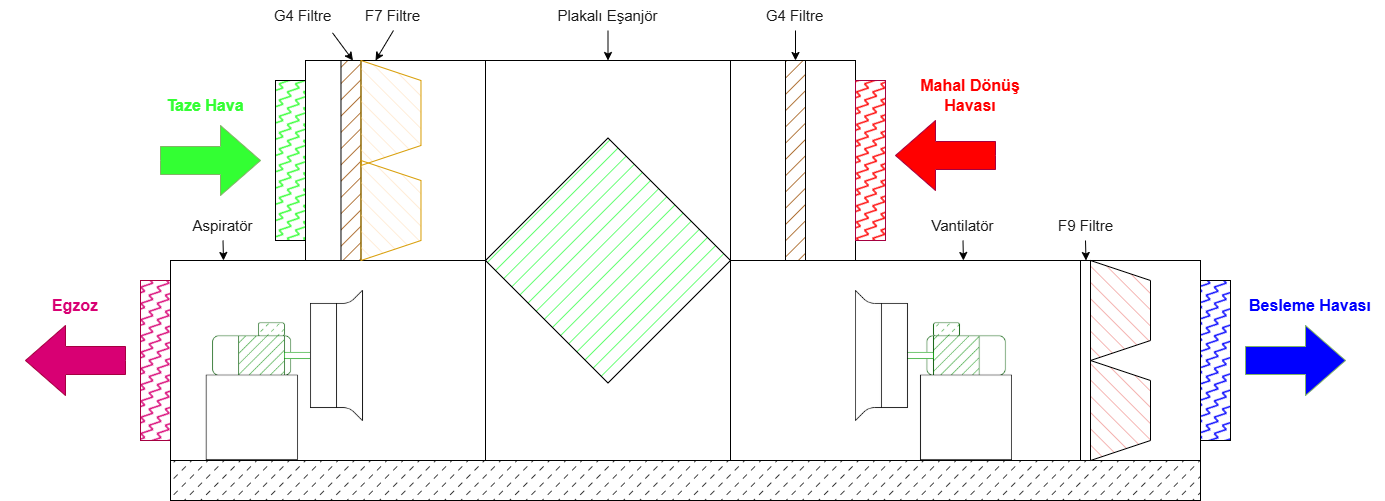 G4 Filtre
F7 Filtre
Plakalı Eşanjör
G4 Filtre
Taze Hava
Mahal Dönüş
Havası
Aspiratör
Vantilatör
F9 Filtre
Egzoz
Besleme Havası